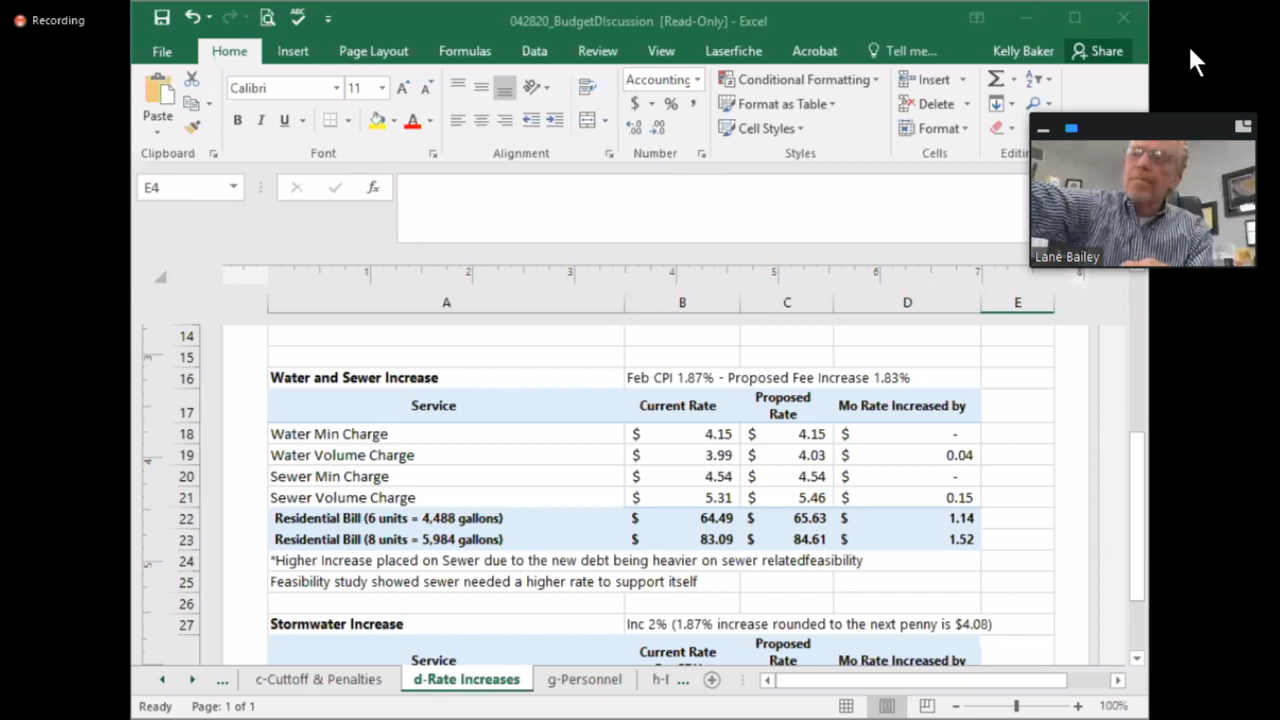 Recording
042820_BudgetDIscussion [Read-Only] - Excel
File Home Insert Page Layout Formulas Data Review View Laserfiche Acrobat Tell me... Kelly Baker Share
Paste
Calibri 11
Accounting
Conditional Formatting
Format as Table
Cell Styles
Insert
Delete
Format
B I U A
$ % ,
Clipboard Font Alignment Number Styles Cells
E4
fx
Lane Bailey
1 2 3 4 5 6 7
A B C D E
14
15
16 Water and Sewer Increase Feb CPI 1.87% - Proposed Fee Increase 1.83%
17 Service Current Rate Proposed Rate Mo Rate Increased by
18 Water Min Charge $ 4.15 $ 4.15 $ -
19 Water Volume Charge $ 3.99 $ 4.03 $ 0.04
20 Sewer Min Charge $ 4.54 $ 4.54 $ -
21 Sewer Volume Charge $ 5.31 $ 5.46 $ 0.15
22 Residential Bill (6 units = 4,488 gallons) $ 64.49 $ 65.63 $ 1.14
23 Residential Bill (8 units = 5,984 gallons) $ 83.09 $ 84.61 $ 1.52
24 *Higher Increase placed on Sewer due to the new debt being heavier on sewer relatedfeasibility
25 Feasibility study showed sewer needed a higher rate to support itself
26
27 Stormwater Increase Inc 2% (1.87% increase rounded to the next penny is $4.08)
Service Current Rate Proposed Rate Mo Rate Increased by
... c-Cuttoff & Penalties d-Rate Increases g-Personnel ...
Ready Page: 1 of 1 100%